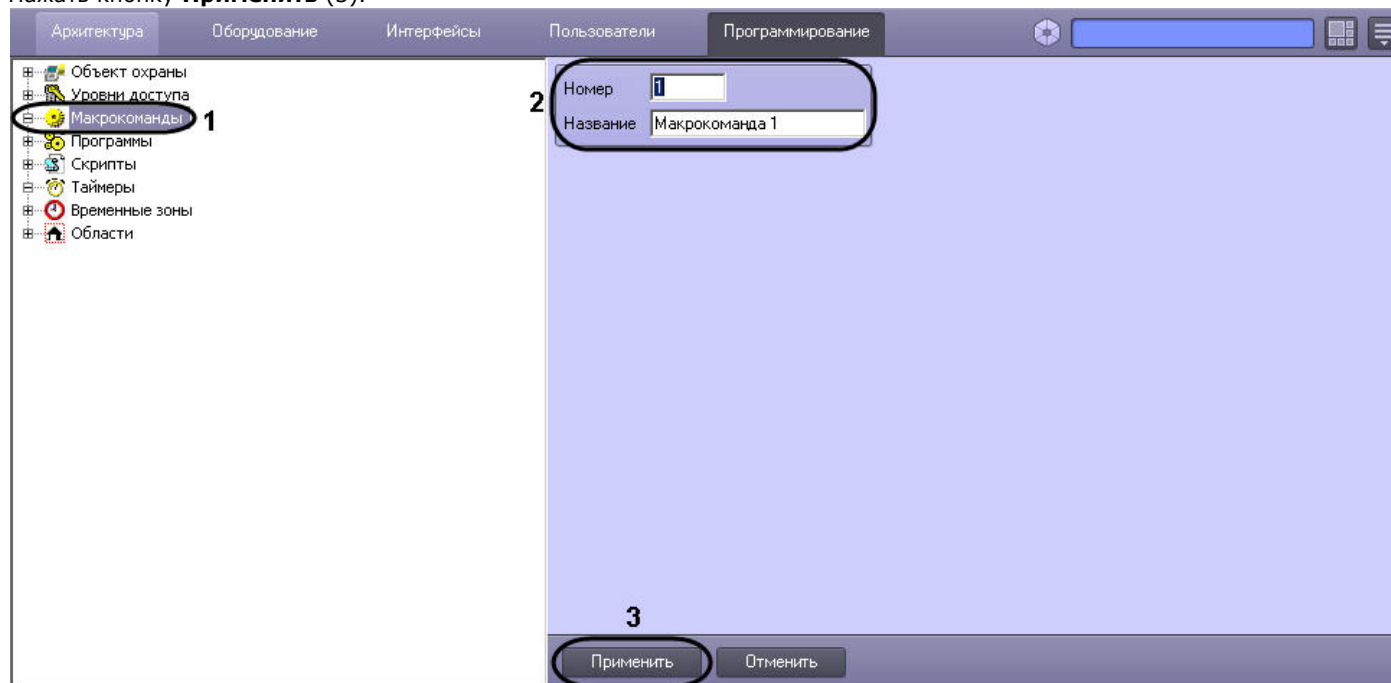 нажать кнопку Применить (3).
Архитектура Оборудование Интерфейсы Пользователи Программирование
Объект охраны
Уровни доступа
Макрокоманды 1
Программы
Скрипты
Таймеры
Временные зоны
Области
2
Номер 1
Название Макрокоманда 1
3
Применить Отменить